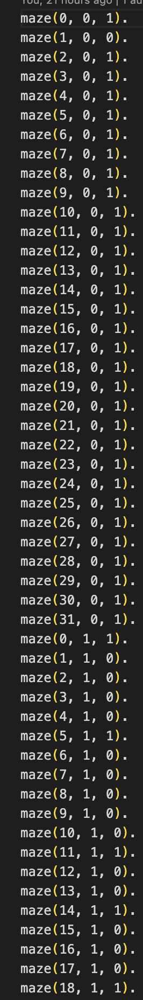 You, 21 hours ago | 1 au
maze(0, 0, 1).
maze(1, 0, 0).
maze(2, 0, 1).
maze(3, 0, 1).
maze(4, 0, 1).
maze(5, 0, 1).
maze(6, 0, 1).
maze(7, 0, 1).
maze(8, 0, 1).
maze(9, 0, 1).
maze(10, 0, 1).
maze(11, 0, 1).
maze(12, 0, 1).
maze(13, 0, 1).
maze(14, 0, 1).
maze(15, 0, 1).
maze(16, 0, 1).
maze(17, 0, 1).
maze(18, 0, 1).
maze(19, 0, 1).
maze(20, 0, 1).
maze(21, 0, 1).
maze(22, 0, 1).
maze(23, 0, 1).
maze(24, 0, 1).
maze(25, 0, 1).
maze(26, 0, 1).
maze(27, 0, 1).
maze(28, 0, 1).
maze(29, 0, 1).
maze(30, 0, 1).
maze(31, 0, 1).
maze(0, 1, 1).
maze(1, 1, 0).
maze(2, 1, 0).
maze(3, 1, 0).
maze(4, 1, 0).
maze(5, 1, 1).
maze(6, 1, 0).
maze(7, 1, 0).
maze(8, 1, 0).
maze(9, 1, 0).
maze(10, 1, 0).
maze(11, 1, 1).
maze(12, 1, 0).
maze(13, 1, 0).
maze(14, 1, 1).
maze(15, 1, 0).
maze(16, 1, 0).
maze(17, 1, 0).
maze(18, 1, 1).